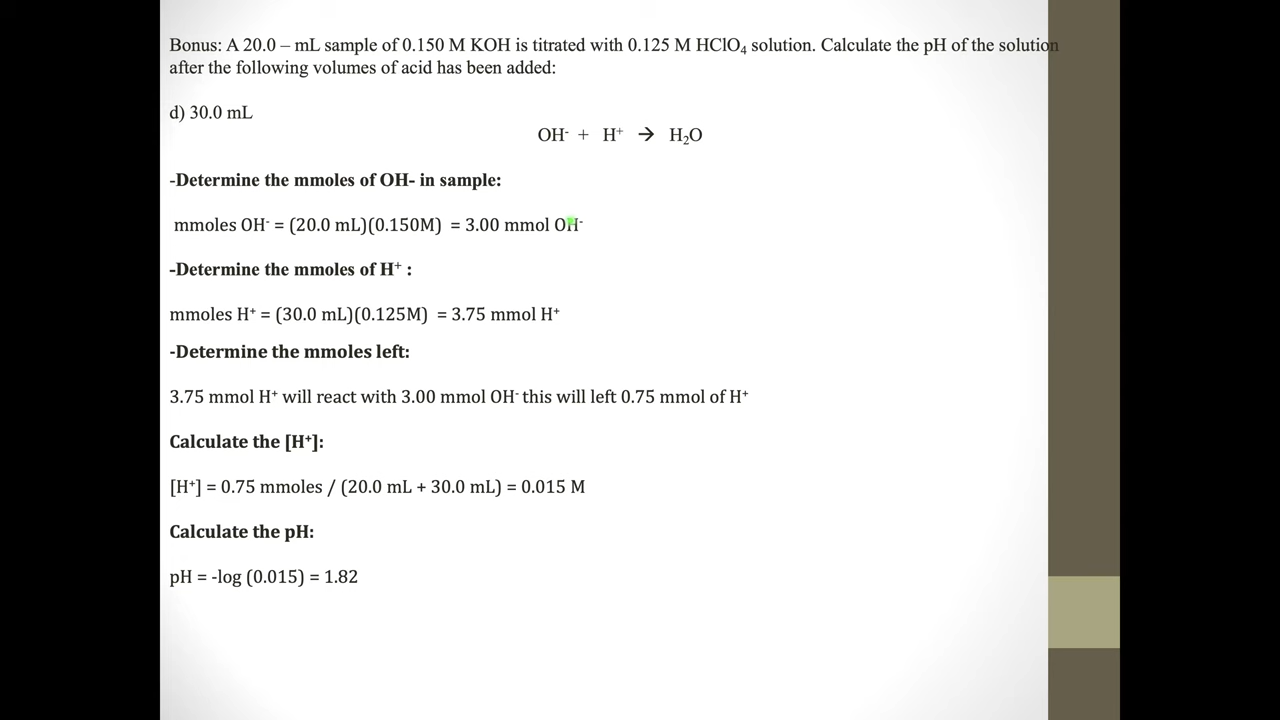 Bonus: A 20.0 – mL sample of 0.150 M KOH is titrated with 0.125 M HClO₄ solution. Calculate the pH of the solution
after the following volumes of acid has been added:
d) 30.0 mL
OH⁻ + H⁺ → H₂O
-Determine the mmoles of OH- in sample:
mmoles OH⁻ = (20.0 mL)(0.150M) = 3.00 mmol OH⁻
-Determine the mmoles of H⁺ :
mmoles H⁺ = (30.0 mL)(0.125M) = 3.75 mmol H⁺
-Determine the mmoles left:
3.75 mmol H⁺ will react with 3.00 mmol OH⁻ this will left 0.75 mmol of H⁺
Calculate the [H⁺]:
[H⁺] = 0.75 mmoles / (20.0 mL + 30.0 mL) = 0.015 M
Calculate the pH:
pH = -log (0.015) = 1.82